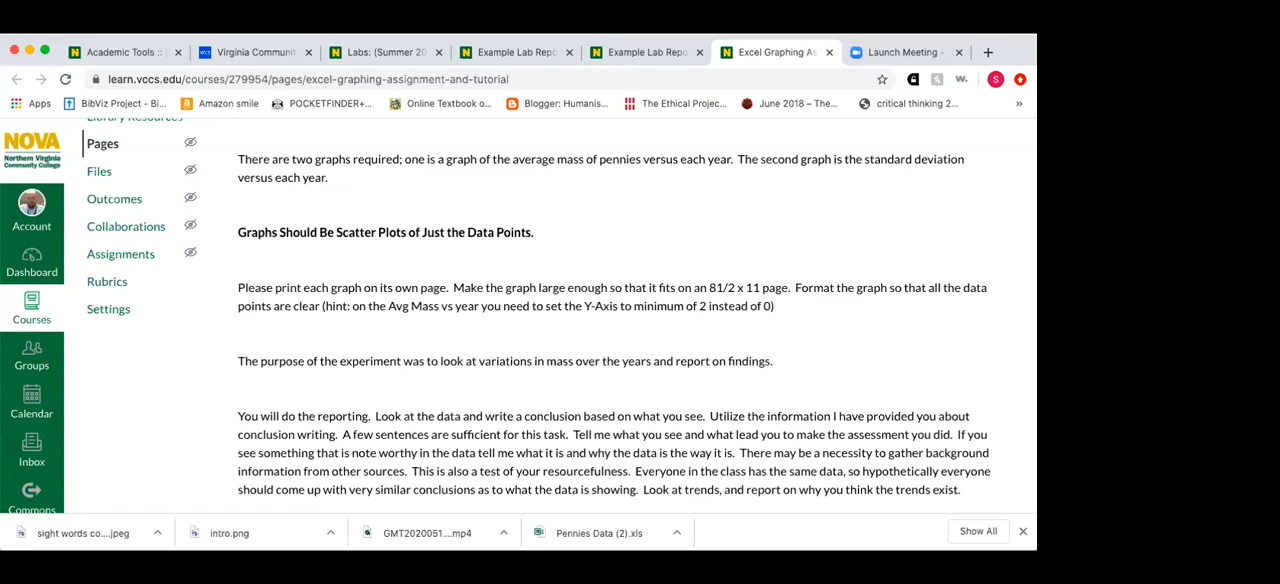 Academic Tools ::
Virginia Communit
Labs: (Summer 20
Example Lab Repo
Example Lab Repo
Excel Graphing As
Launch Meeting -
learn.vccs.edu/courses/279954/pages/excel-graphing-assignment-and-tutorial
w.
S
Apps
BibViz Project - Bi...
Amazon smile
POCKETFINDER+...
Online Textbook o...
Blogger: Humanis...
The Ethical Projec...
June 2018 – The...
critical thinking 2...
»
NOVA
Northern Virginia
Community College
Account
Dashboard
Courses
Groups
Calendar
Inbox
Commons
Library Resources
Pages
Files
Outcomes
Collaborations
Assignments
Rubrics
Settings
There are two graphs required; one is a graph of the average mass of pennies versus each year. The second graph is the standard deviation
versus each year.
Graphs Should Be Scatter Plots of Just the Data Points.
Please print each graph on its own page. Make the graph large enough so that it fits on an 81/2 x 11 page. Format the graph so that all the data
points are clear (hint: on the Avg Mass vs year you need to set the Y-Axis to minimum of 2 instead of 0)
The purpose of the experiment was to look at variations in mass over the years and report on findings.
You will do the reporting. Look at the data and write a conclusion based on what you see. Utilize the information I have provided you about
conclusion writing. A few sentences are sufficient for this task. Tell me what you see and what lead you to make the assessment you did. If you
see something that is note worthy in the data tell me what it is and why the data is the way it is. There may be a necessity to gather background
information from other sources. This is also a test of your resourcefulness. Everyone in the class has the same data, so hypothetically everyone
should come up with very similar conclusions as to what the data is showing. Look at trends, and report on why you think the trends exist.
sight words co....jpeg
intro.png
GMT2020051....mp4
Pennies Data (2).xls
Show All